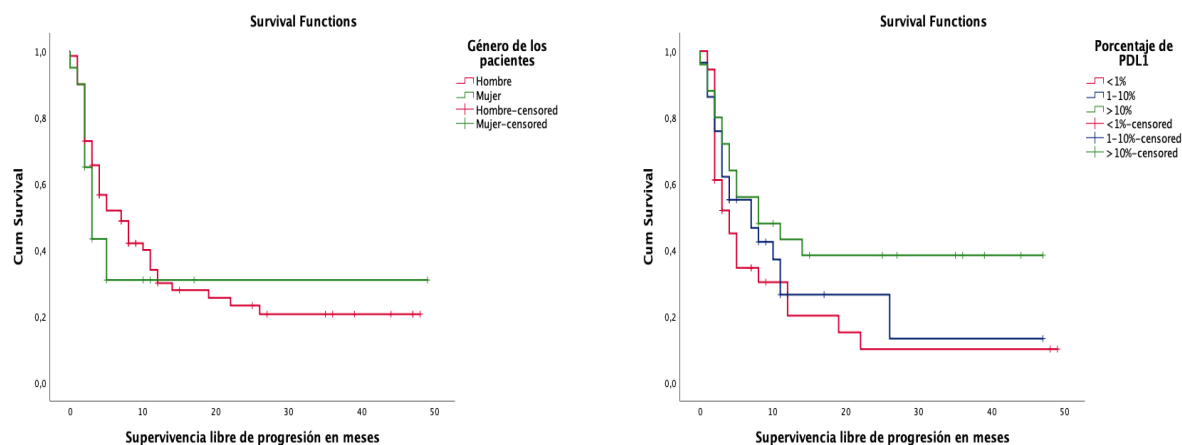 Survival Functions
Género de los
pacientes
Hombre
Mujer
Hombre-censored
Mujer-censored
Cum Survival
1,0
0,8
0,6
0,4
0,2
0,0
0
10
20
30
40
50
Supervivencia libre de progresión en meses
Survival Functions
Porcentaje de
PDL1
<1%
1-10%
>10%
<1%-censored
1-10%-censored
>10%-censored
Cum Survival
1,0
0,8
0,6
0,4
0,2
0,0
0
10
20
30
40
50
Supervivencia libre de progresión en meses